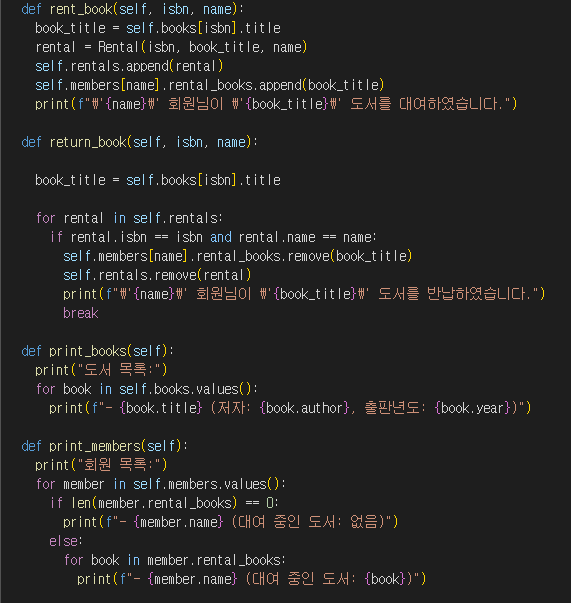 def rent_book(self, isbn, name):
book_title = self.books[isbn].title
rental = Rental(isbn, book_title, name)
self.rentals.append(rental)
self.members[name].rental_books.append(book_title)
print(f"₩'{name}₩' 회원님이 ₩'{book_title}₩' 도서를 대여하였습니다.")
def return_book(self, isbn, name):
book_title = self.books[isbn].title
for rental in self.rentals:
if rental.isbn == isbn and rental.name == name:
self.members[name].rental_books.remove(book_title)
self.rentals.remove(rental)
print(f"₩'{name}₩' 회원님이 ₩'{book_title}₩' 도서를 반납하였습니다.")
break
def print_books(self):
print("도서 목록:")
for book in self.books.values():
print(f"- {book.title} (저자: {book.author}, 출판년도: {book.year})")
def print_members(self):
print("회원 목록:")
for member in self.members.values():
if len(member.rental_books) == 0:
print(f"- {member.name} (대여 중인 도서: 없음)")
else:
for book in member.rental_books:
print(f"- {member.name} (대여 중인 도서: {book})")